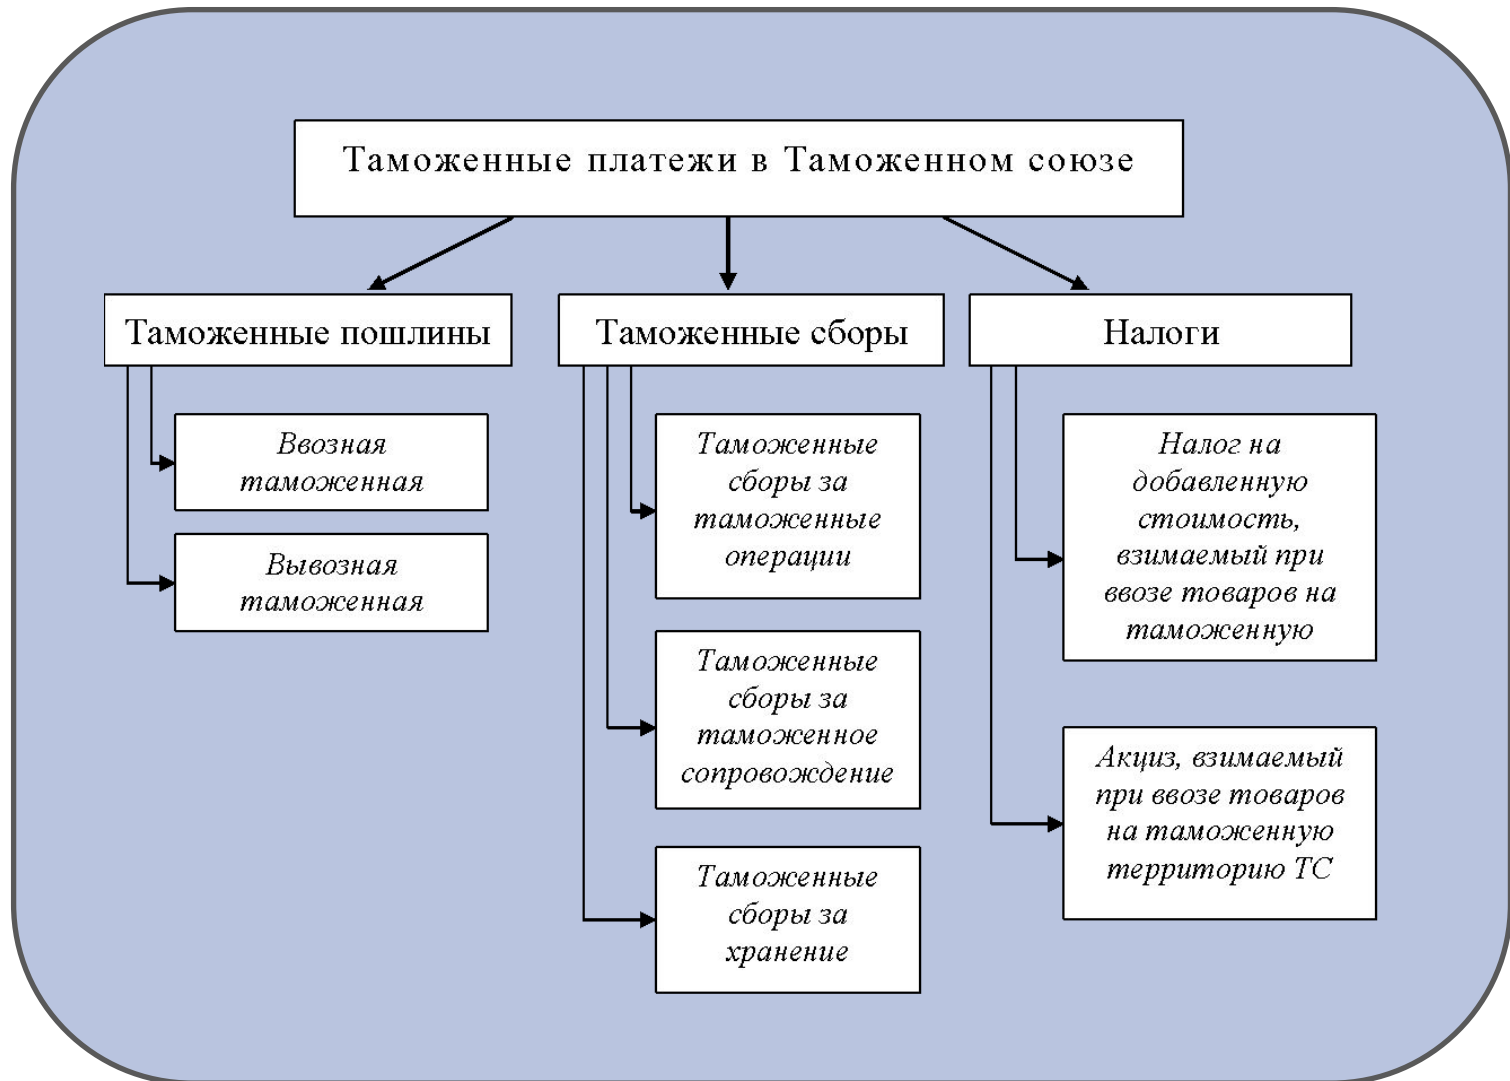 Таможенные платежи в Таможенном союзе
Таможенные пошлины
Ввозная
таможенная
Вывозная
таможенная
Таможенные сборы
Таможенные
сборы за
таможенные
операции
Таможенные
сборы за
таможенное
сопровождение
Таможенные
сборы за
хранение
Налоги
Налог на
добавленную
стоимость,
взимаемый при
ввозе товаров на
таможенную
Акциз, взимаемый
при ввозе товаров
на таможенную
территорию ТС